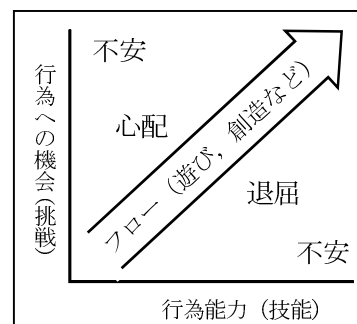 不安
心配
行為への機会(挑戦)
フロー（遊び，創造など）
退屈
不安
行為能力（技能）